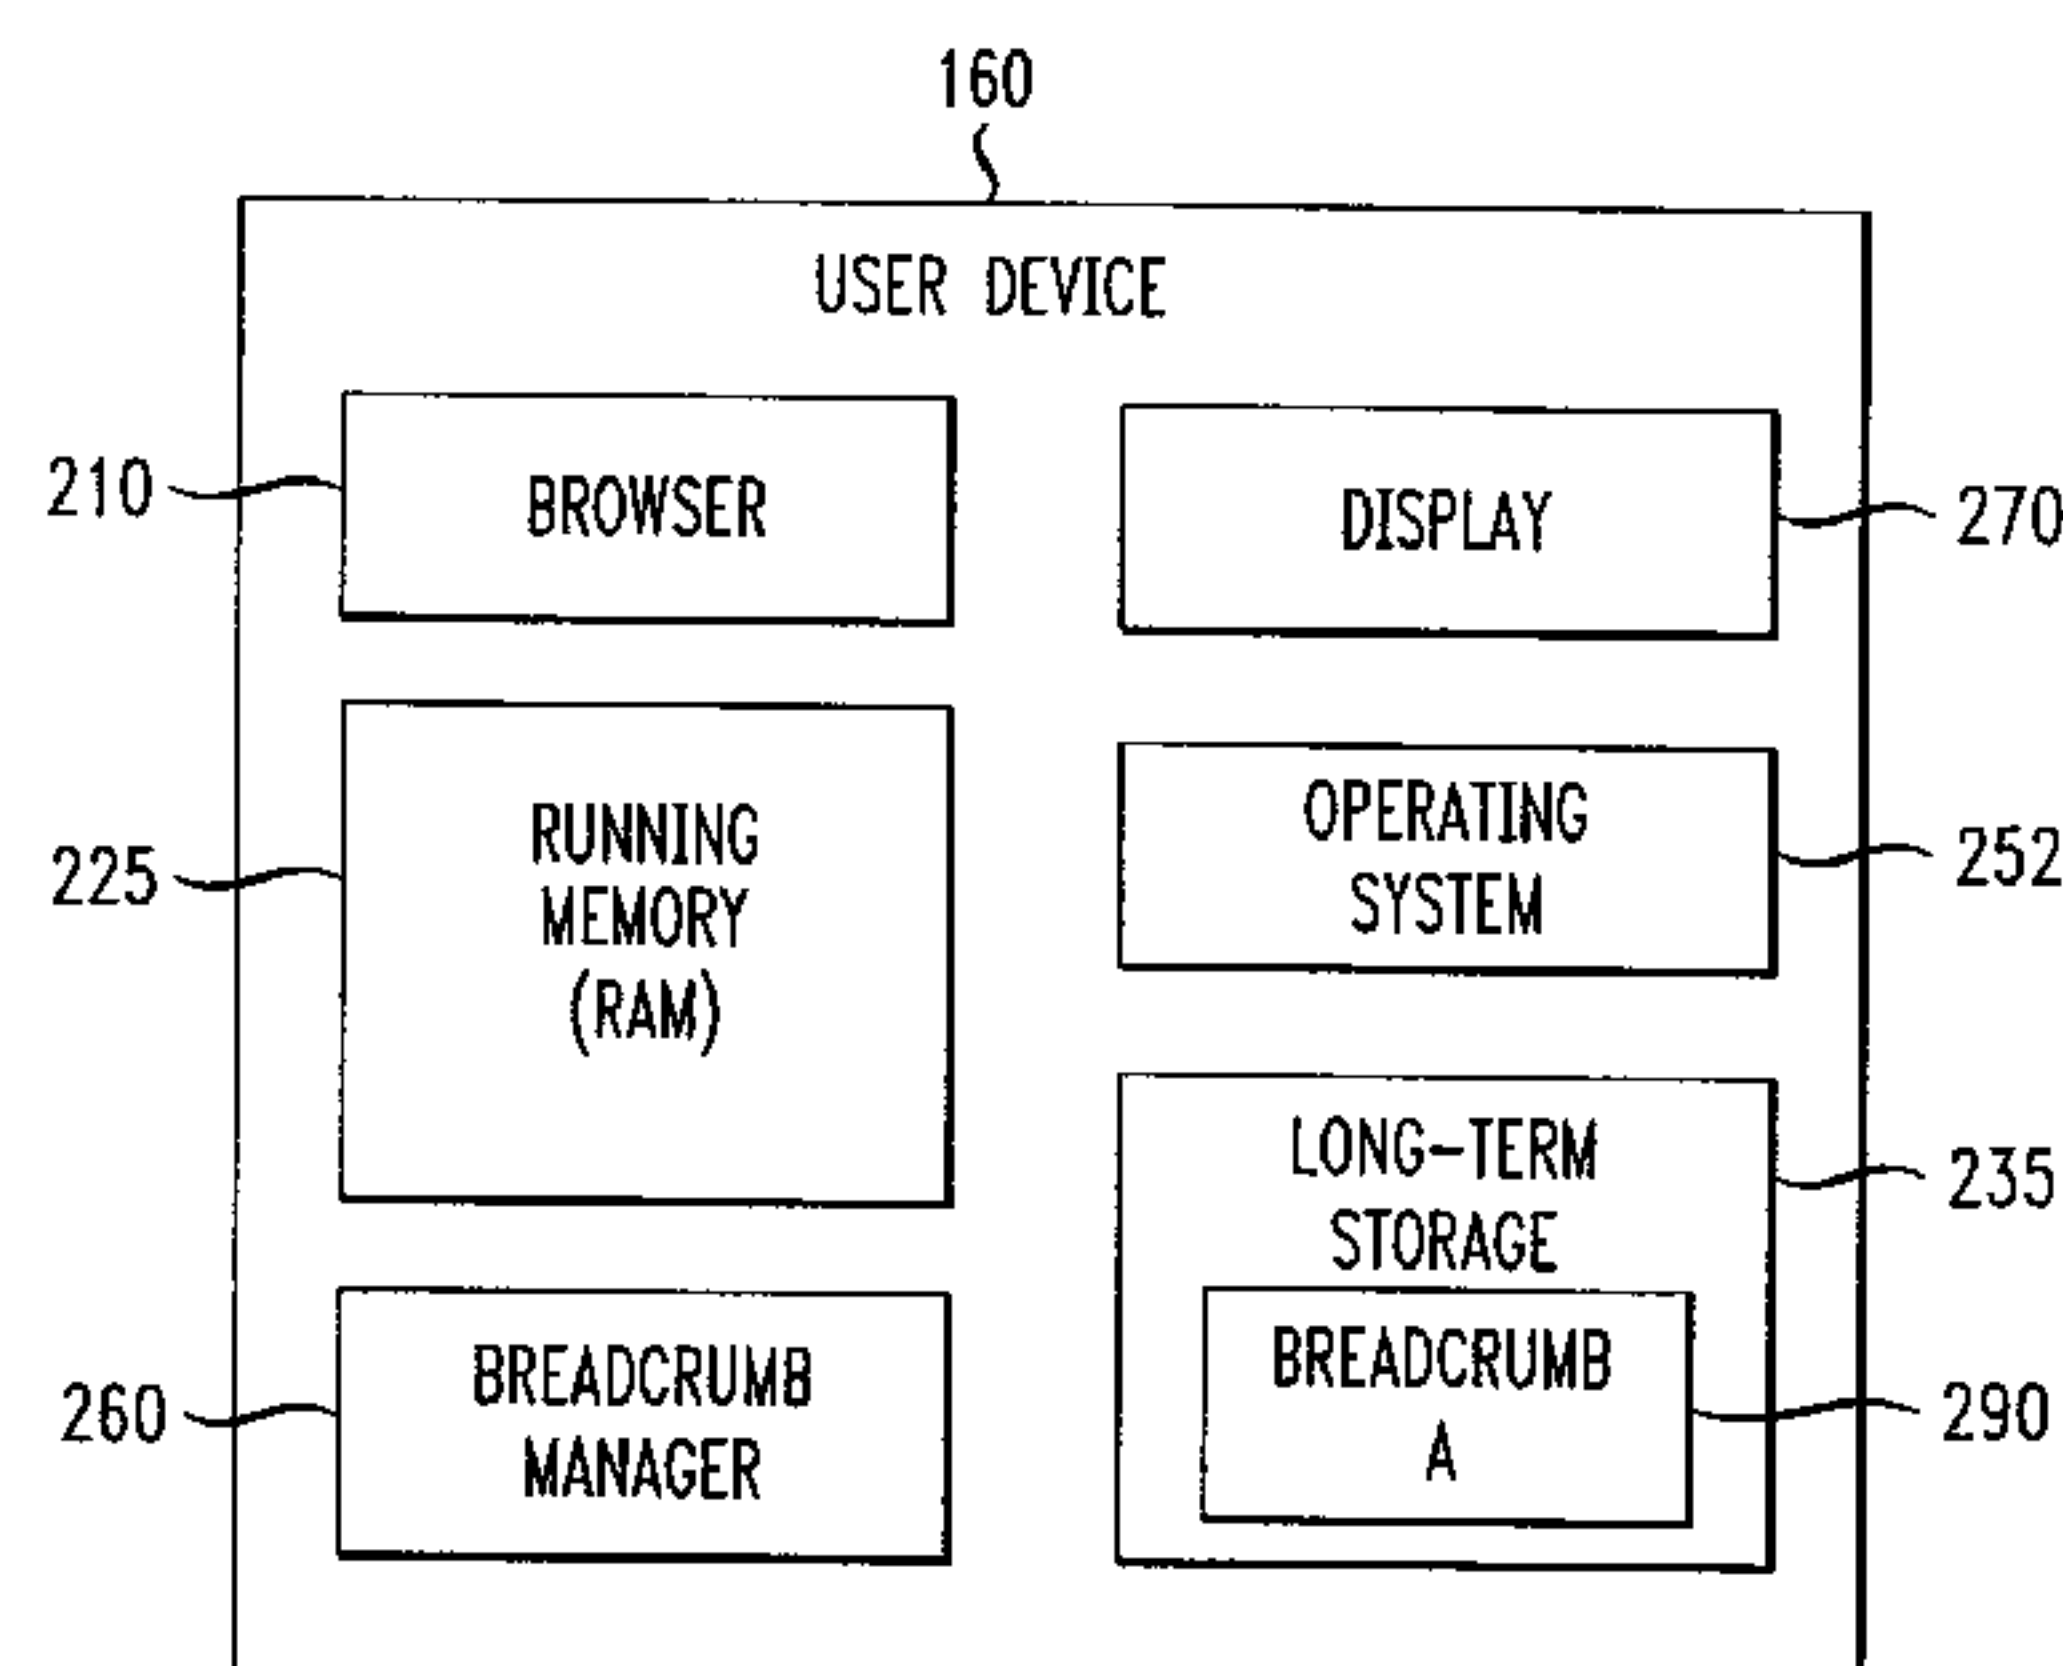 160
USER DEVICE
210
BROWSER
DISPLAY
270
225
RUNNING
MEMORY
(RAM)
OPERATING
SYSTEM
252
LONG-TERM
STORAGE
235
260
BREADCRUMB
MANAGER
BREADCRUMB
A
290